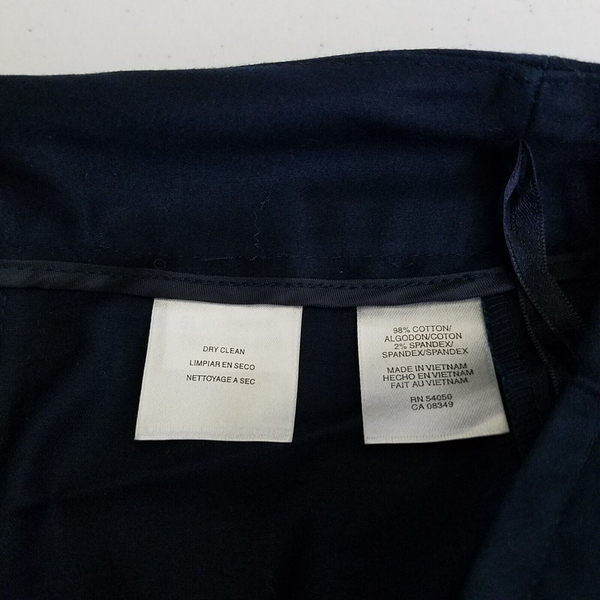 DRY CLEAN
LIMPIAR EN SECO
NETTOYAGE A SEC
98% COTTON/
ALGODON/COTON
2% SPANDEX/
SPANDEX/SPANDEX
MADE IN VIETNAM
HECHO EN VIETNAM
FAIT AU VIETNAM
RN 54050
CA 08349